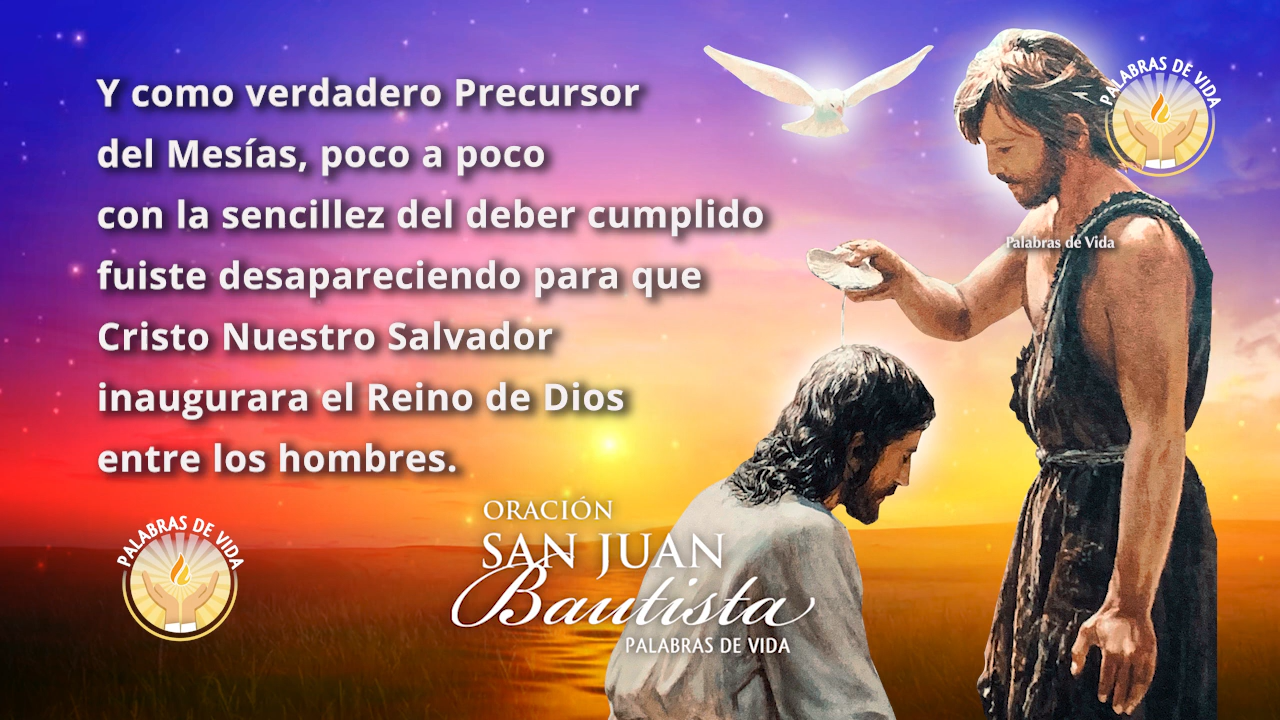 Y como verdadero Precursor
del Mesías, poco a poco
con la sencillez del deber cumplido
fuiste desapareciendo para que
Cristo Nuestro Salvador
inaugurara el Reino de Dios
entre los hombres.
PALABRAS DE VIDA
Palabras de Vida
ORACIÓN
SAN JUAN
Bautista
PALABRAS DE VIDA
PALABRAS DE VIDA